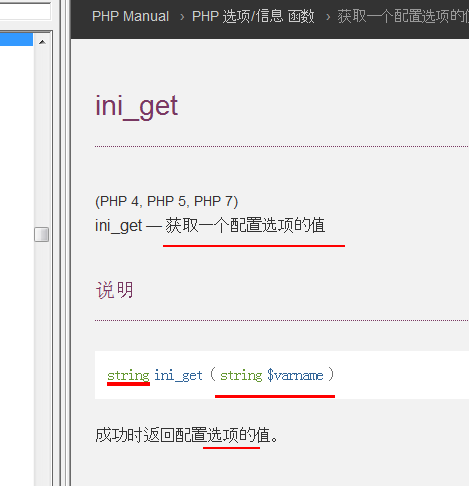 PHP Manual › PHP 选项/信息 函数 › 获取一个配置选项的
ini_get
(PHP 4, PHP 5, PHP 7)
ini_get — 获取一个配置选项的值
说明
string ini_get ( string $varname )
成功时返回配置选项的值。